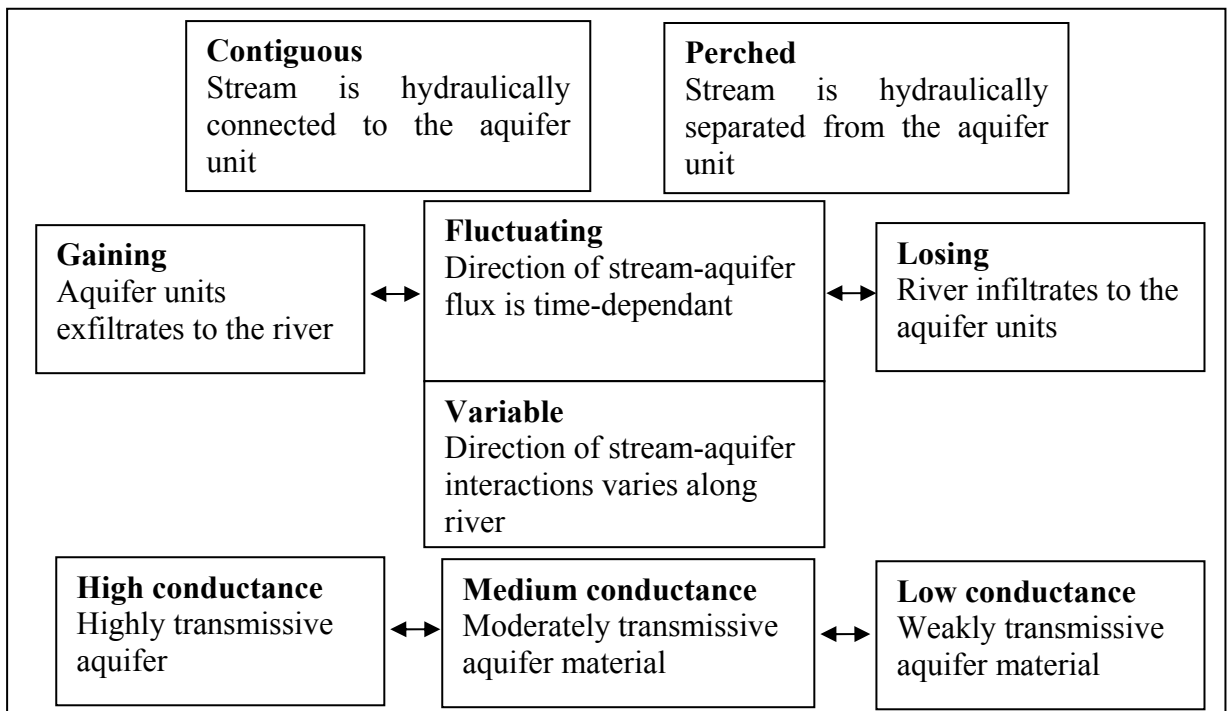 Contiguous
Stream is hydraulically
connected to the aquifer
unit
Perched
Stream is hydraulically
separated from the aquifer
unit
Gaining
Aquifer units
exfiltrates to the river
Fluctuating
Direction of stream-aquifer
flux is time-dependant
Losing
River infiltrates to the
aquifer units
Variable
Direction of stream-aquifer
interactions varies along
river
High conductance
Highly transmissive
aquifer
Medium conductance
Moderately transmissive
aquifer material
Low conductance
Weakly transmissive
aquifer material